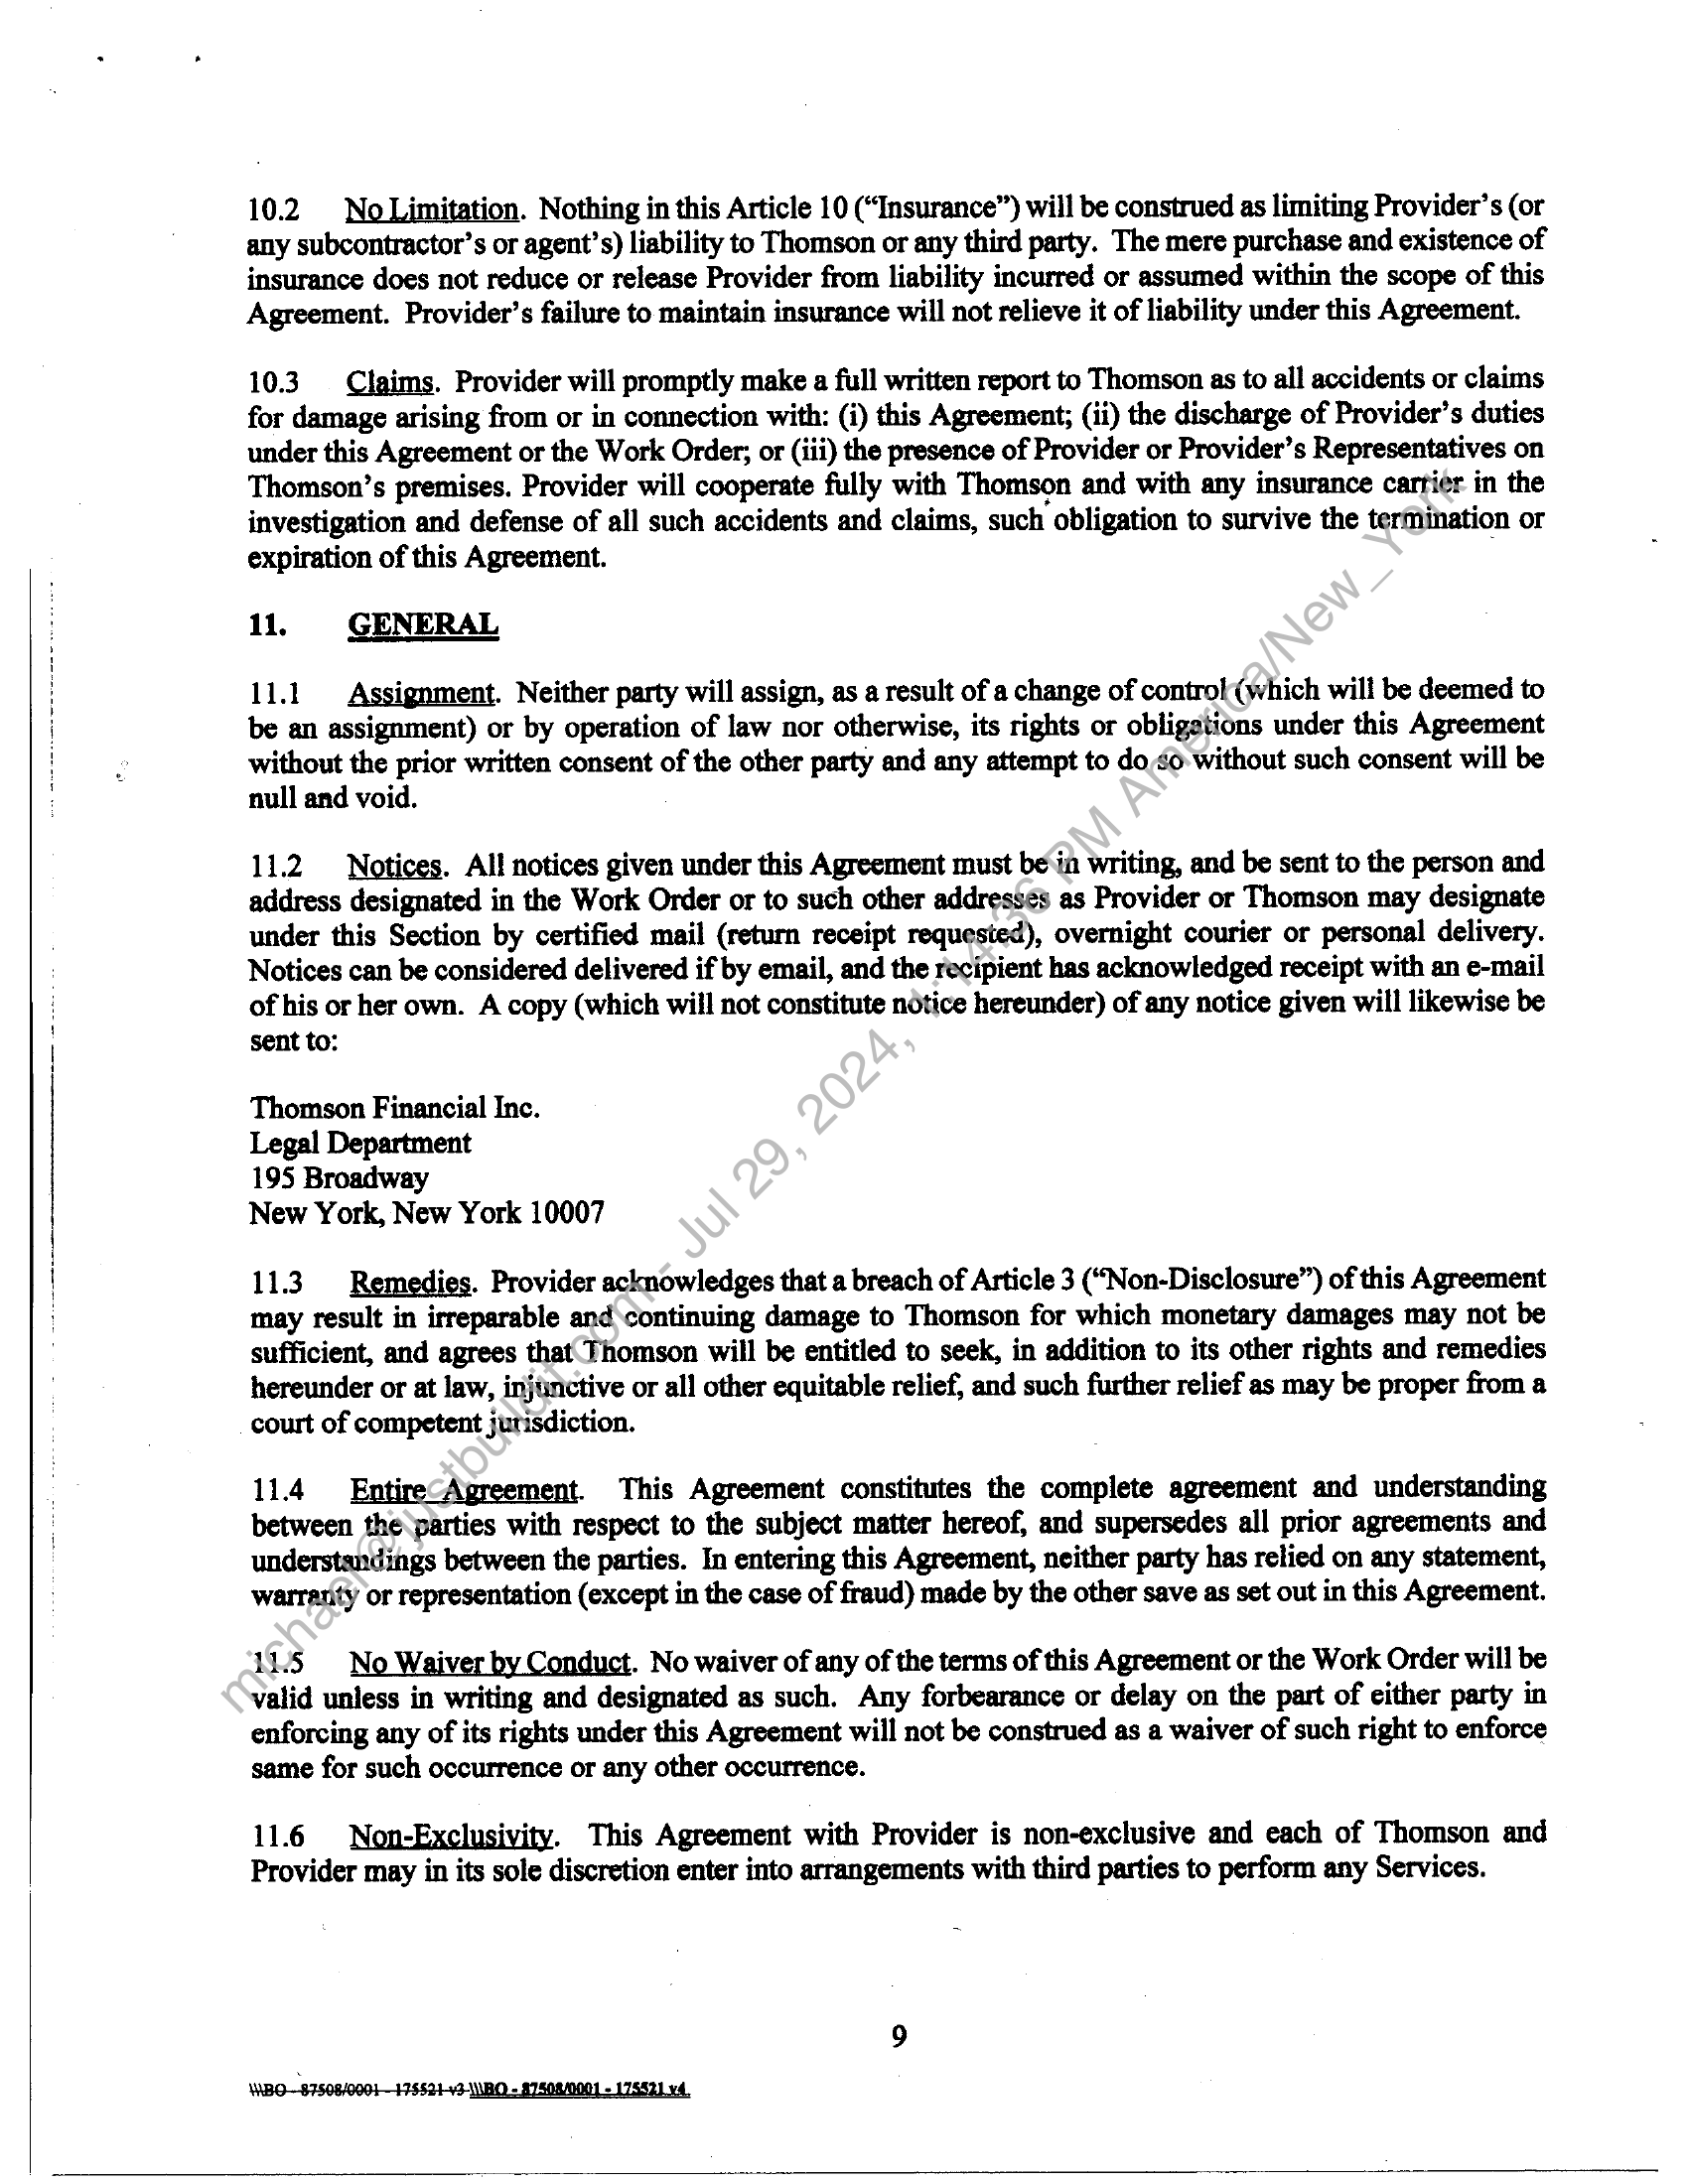 10.2 No Limitation. Nothing in this Article 10 (“Insurance”) will be construed as limiting Provider’s (or
any subcontractor’s or agent’s) liability to Thomson or any third party. The mere purchase and existence of
insurance does not reduce or release Provider from liability incurred or assumed within the scope of this
Agreement. Provider’s failure to maintain insurance will not relieve it of liability under this Agreement.
10.3 Claims. Provider will promptly make a full written report to Thomson as to all accidents or claims
for damage arising from or in connection with: (i) this Agreement; (ii) the discharge of Provider’s duties
under this Agreement or the Work Order; or (iii) the presence of Provider or Provider’s Representatives on
Thomson’s premises. Provider will cooperate fully with Thomson and with any insurance carrier in the
investigation and defense of all such accidents and claims, such obligation to survive the termination or
expiration of this Agreement.
11. GENERAL
11.1 Assignment. Neither party will assign, as a result of a change of control (which will be deemed to
be an assignment) or by operation of law nor otherwise, its rights or obligations under this Agreement
without the prior written consent of the other party and any attempt to do so without such consent will be
null and void.
11.2 Notices. All notices given under this Agreement must be in writing, and be sent to the person and
address designated in the Work Order or to such other addresses as Provider or Thomson may designate
under this Section by certified mail (return receipt requested), overnight courier or personal delivery.
Notices can be considered delivered if by email, and the recipient has acknowledged receipt with an e-mail
of his or her own. A copy (which will not constitute notice hereunder) of any notice given will likewise be
sent to:
Thomson Financial Inc.
Legal Department
195 Broadway
New York, New York 10007
11.3 Remedies. Provider acknowledges that a breach of Article 3 (“Non-Disclosure”) of this Agreement
may result in irreparable and continuing damage to Thomson for which monetary damages may not be
sufficient, and agrees that Thomson will be entitled to seek, in addition to its other rights and remedies
hereunder or at law, injunctive or all other equitable relief, and such further relief as may be proper from a
court of competent jurisdiction.
11.4 Entire Agreement. This Agreement constitutes the complete agreement and understanding
between the parties with respect to the subject matter hereof, and supersedes all prior agreements and
understandings between the parties. In entering this Agreement, neither party has relied on any statement,
warranty or representation (except in the case of fraud) made by the other save as set out in this Agreement.
11.5 No Waiver by Conduct. No waiver of any of the terms of this Agreement or the Work Order will be
valid unless in writing and designated as such. Any forbearance or delay on the part of either party in
enforcing any of its rights under this Agreement will not be construed as a waiver of such right to enforce
same for such occurrence or any other occurrence.
11.6 Non-Exclusivity. This Agreement with Provider is non-exclusive and each of Thomson and
Provider may in its sole discretion enter into arrangements with third parties to perform any Services.
9
\\\BO - 87508/0001 - 175521 v3 \\\BO - 87508/0001 - 175521 v4
michael@justbuildit.com - Jul 29, 2024, 1:14:36 PM America/New_York